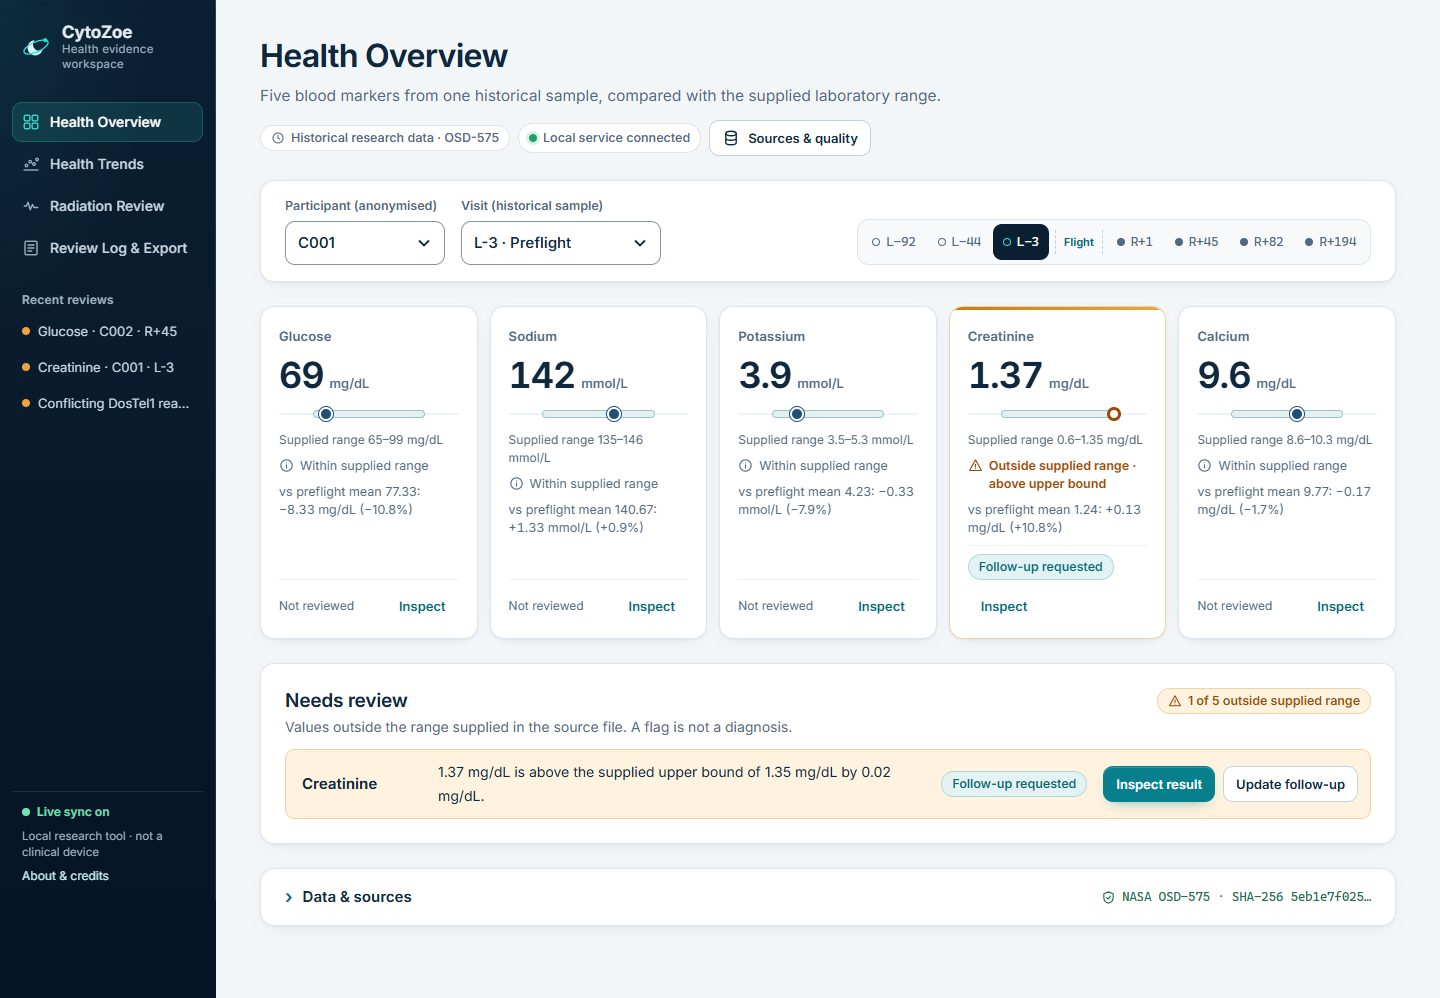 CytoZoe
Health evidence
workspace
Health Overview
Health Trends
Radiation Review
Review Log & Export
Recent reviews
Glucose · C002 · R+45
Creatinine · C001 · L-3
Conflicting DosTel1 rea...
Live sync on
Local research tool · not a
clinical device
About & credits
Health Overview
Five blood markers from one historical sample, compared with the supplied laboratory range.
Historical research data · OSD-575
Local service connected
Sources & quality
Participant (anonymised)
Visit (historical sample)
C001
L-3 · Preflight
L−92
L−44
L−3
Flight
R+1
R+45
R+82
R+194
Glucose
69 mg/dL
Supplied range 65–99 mg/dL
Within supplied range
vs preflight mean 77.33:
−8.33 mg/dL (−10.8%)
Not reviewed
Inspect
Sodium
142 mmol/L
Supplied range 135–146
mmol/L
Within supplied range
vs preflight mean 140.67:
+1.33 mmol/L (+0.9%)
Not reviewed
Inspect
Potassium
3.9 mmol/L
Supplied range 3.5–5.3 mmol/L
Within supplied range
vs preflight mean 4.23: −0.33
mmol/L (−7.9%)
Not reviewed
Inspect
Creatinine
1.37 mg/dL
Supplied range 0.6–1.35 mg/dL
Outside supplied range ·
above upper bound
vs preflight mean 1.24: +0.13
mg/dL (+10.8%)
Follow-up requested
Inspect
Calcium
9.6 mg/dL
Supplied range 8.6–10.3 mg/dL
Within supplied range
vs preflight mean 9.77: −0.17
mg/dL (−1.7%)
Not reviewed
Inspect
Needs review
1 of 5 outside supplied range
Values outside the range supplied in the source file. A flag is not a diagnosis.
Creatinine
1.37 mg/dL is above the supplied upper bound of 1.35 mg/dL by 0.02
mg/dL.
Follow-up requested
Inspect result
Update follow-up
Data & sources
NASA OSD-575 · SHA-256 5eb1e7f025…